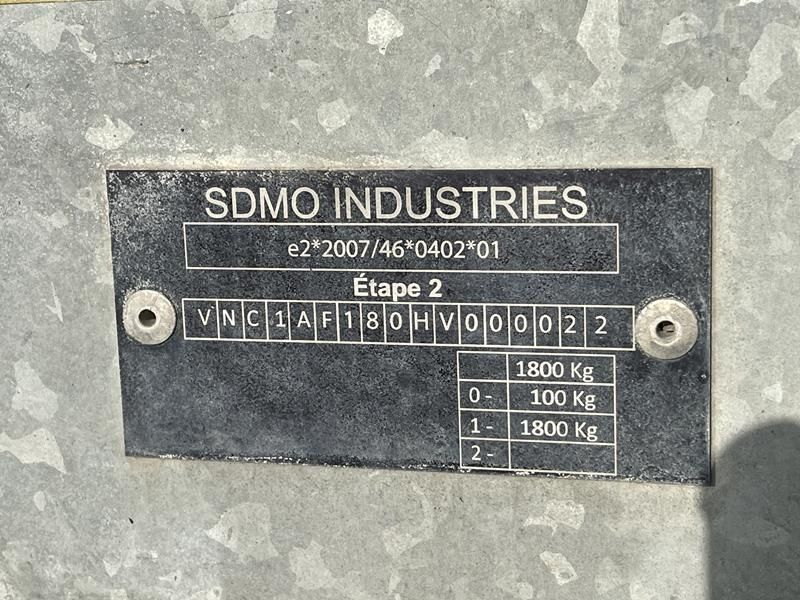 SDMO INDUSTRIES
e2*2007/46*0402*01
Étape 2
VNC1AF180HV000022
1800 Kg
0- 100 Kg
1- 1800 Kg
2-